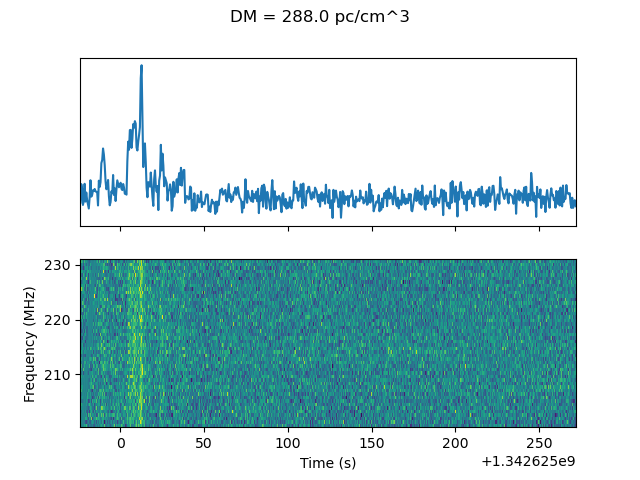 DM = 288.0 pc/cm^3
230
220
210
Frequency (MHz)
0 50 100 150 200 250
Time (s)
+1.342625e9